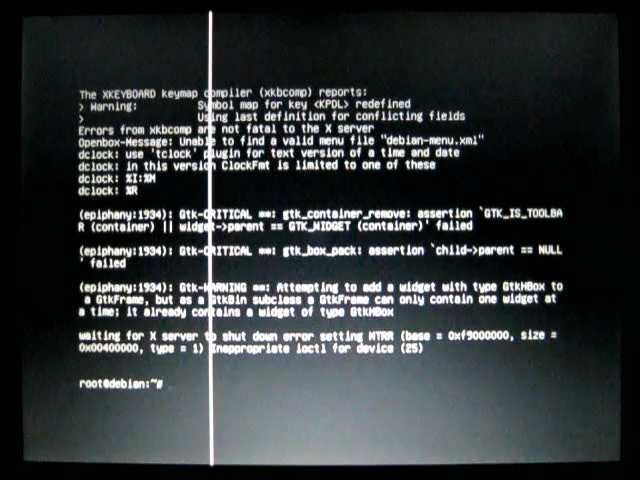 The XKEYBOARD keymap compiler (xkbcomp) reports:
> Warning:          Symbol map for key <KPDL> redefined
>                   Using last definition for conflicting fields
Errors from xkbcomp are not fatal to the X server
Openbox-Message: Unable to find a valid menu file "debian-menu.xml"
dclock: use 'tclock' plugin for text version of a time and date
dclock: in this version ClockFmt is limited to one of these
dclock: %I:%M
dclock: %R
(epiphany:1934): Gtk-CRITICAL **: gtk_container_remove: assertion `GTK_IS_TOOLBA
R (container) || widget->parent == GTK_WIDGET (container)' failed
(epiphany:1934): Gtk-CRITICAL **: gtk_box_pack: assertion `child->parent == NULL
' failed
(epiphany:1934): Gtk-WARNING **: Attempting to add a widget with type GtkHBox to
 a GtkFrame, but as a GtkBin subclass a GtkFrame can only contain one widget at
a time; it already contains a widget of type GtkHBox
waiting for X server to shut down error setting MTRR (base = 0xf9000000, size =
0x00400000, type = 1) Inappropriate ioctl for device (25)
root@debian:~#